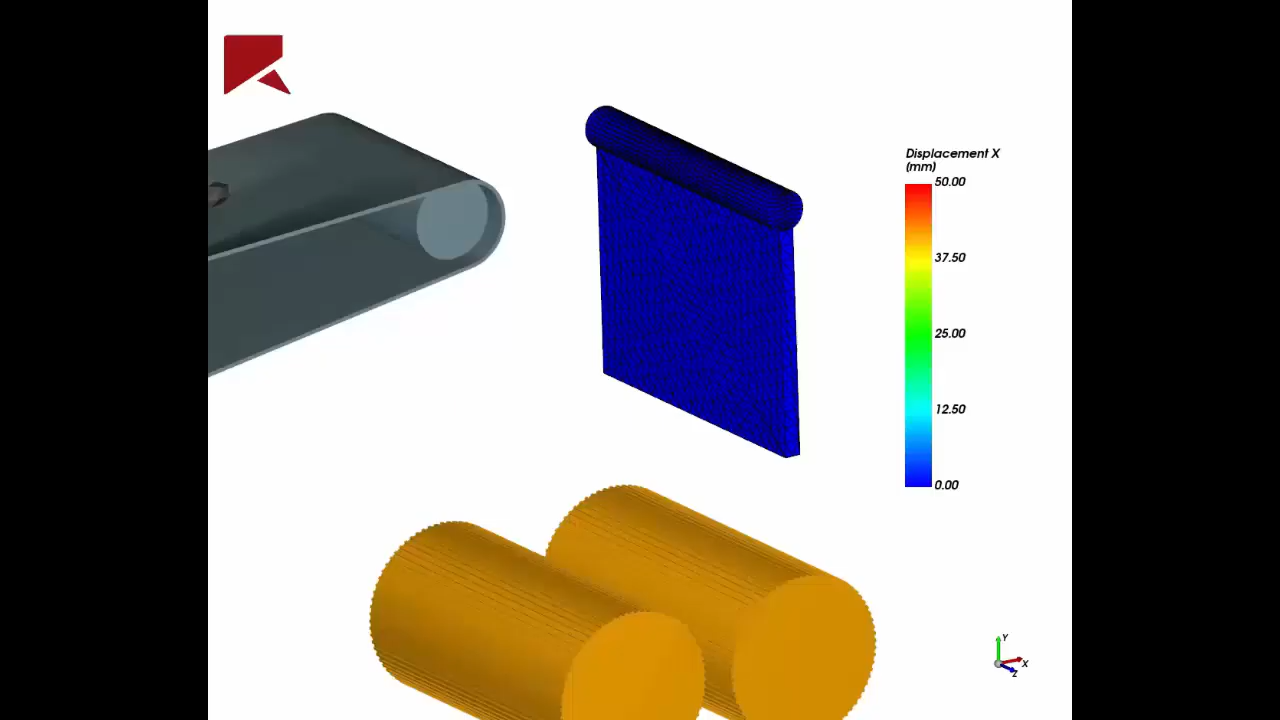 Displacement X
(mm)
50.00
37.50
25.00
12.50
0.00
Y
X
Z